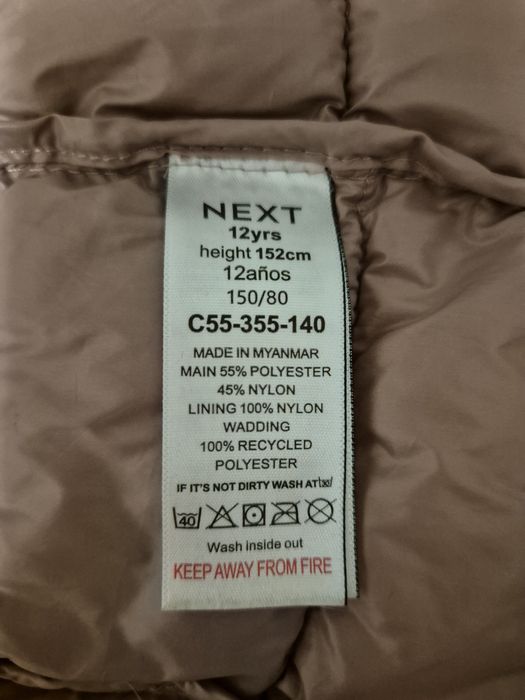 NEXT
12yrs
height 152cm
12años
150/80
C55-355-140
MADE IN MYANMAR
MAIN 55% POLYESTER
45% NYLON
LINING 100% NYLON
WADDING
100% RECYCLED
POLYESTER
IF IT'S NOT DIRTY WASH AT
40
Wash inside out
KEEP AWAY FROM FIRE